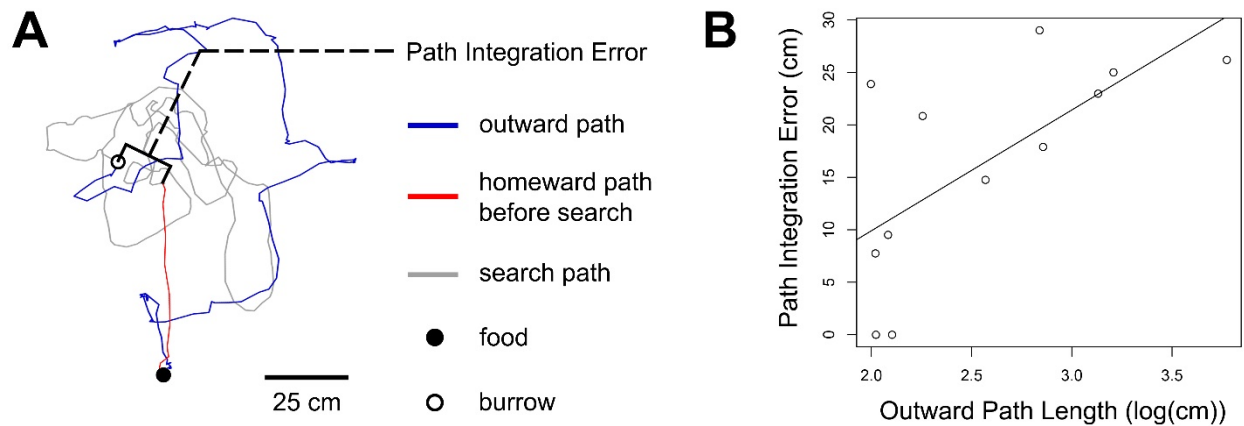 A
Path Integration Error
outward path
homeward path
before search
search path
food
25 cm
burrow
B
Path Integration Error (cm)
30
25
20
15
10
5
0
2.0
2.5
3.0
3.5
Outward Path Length (log(cm))